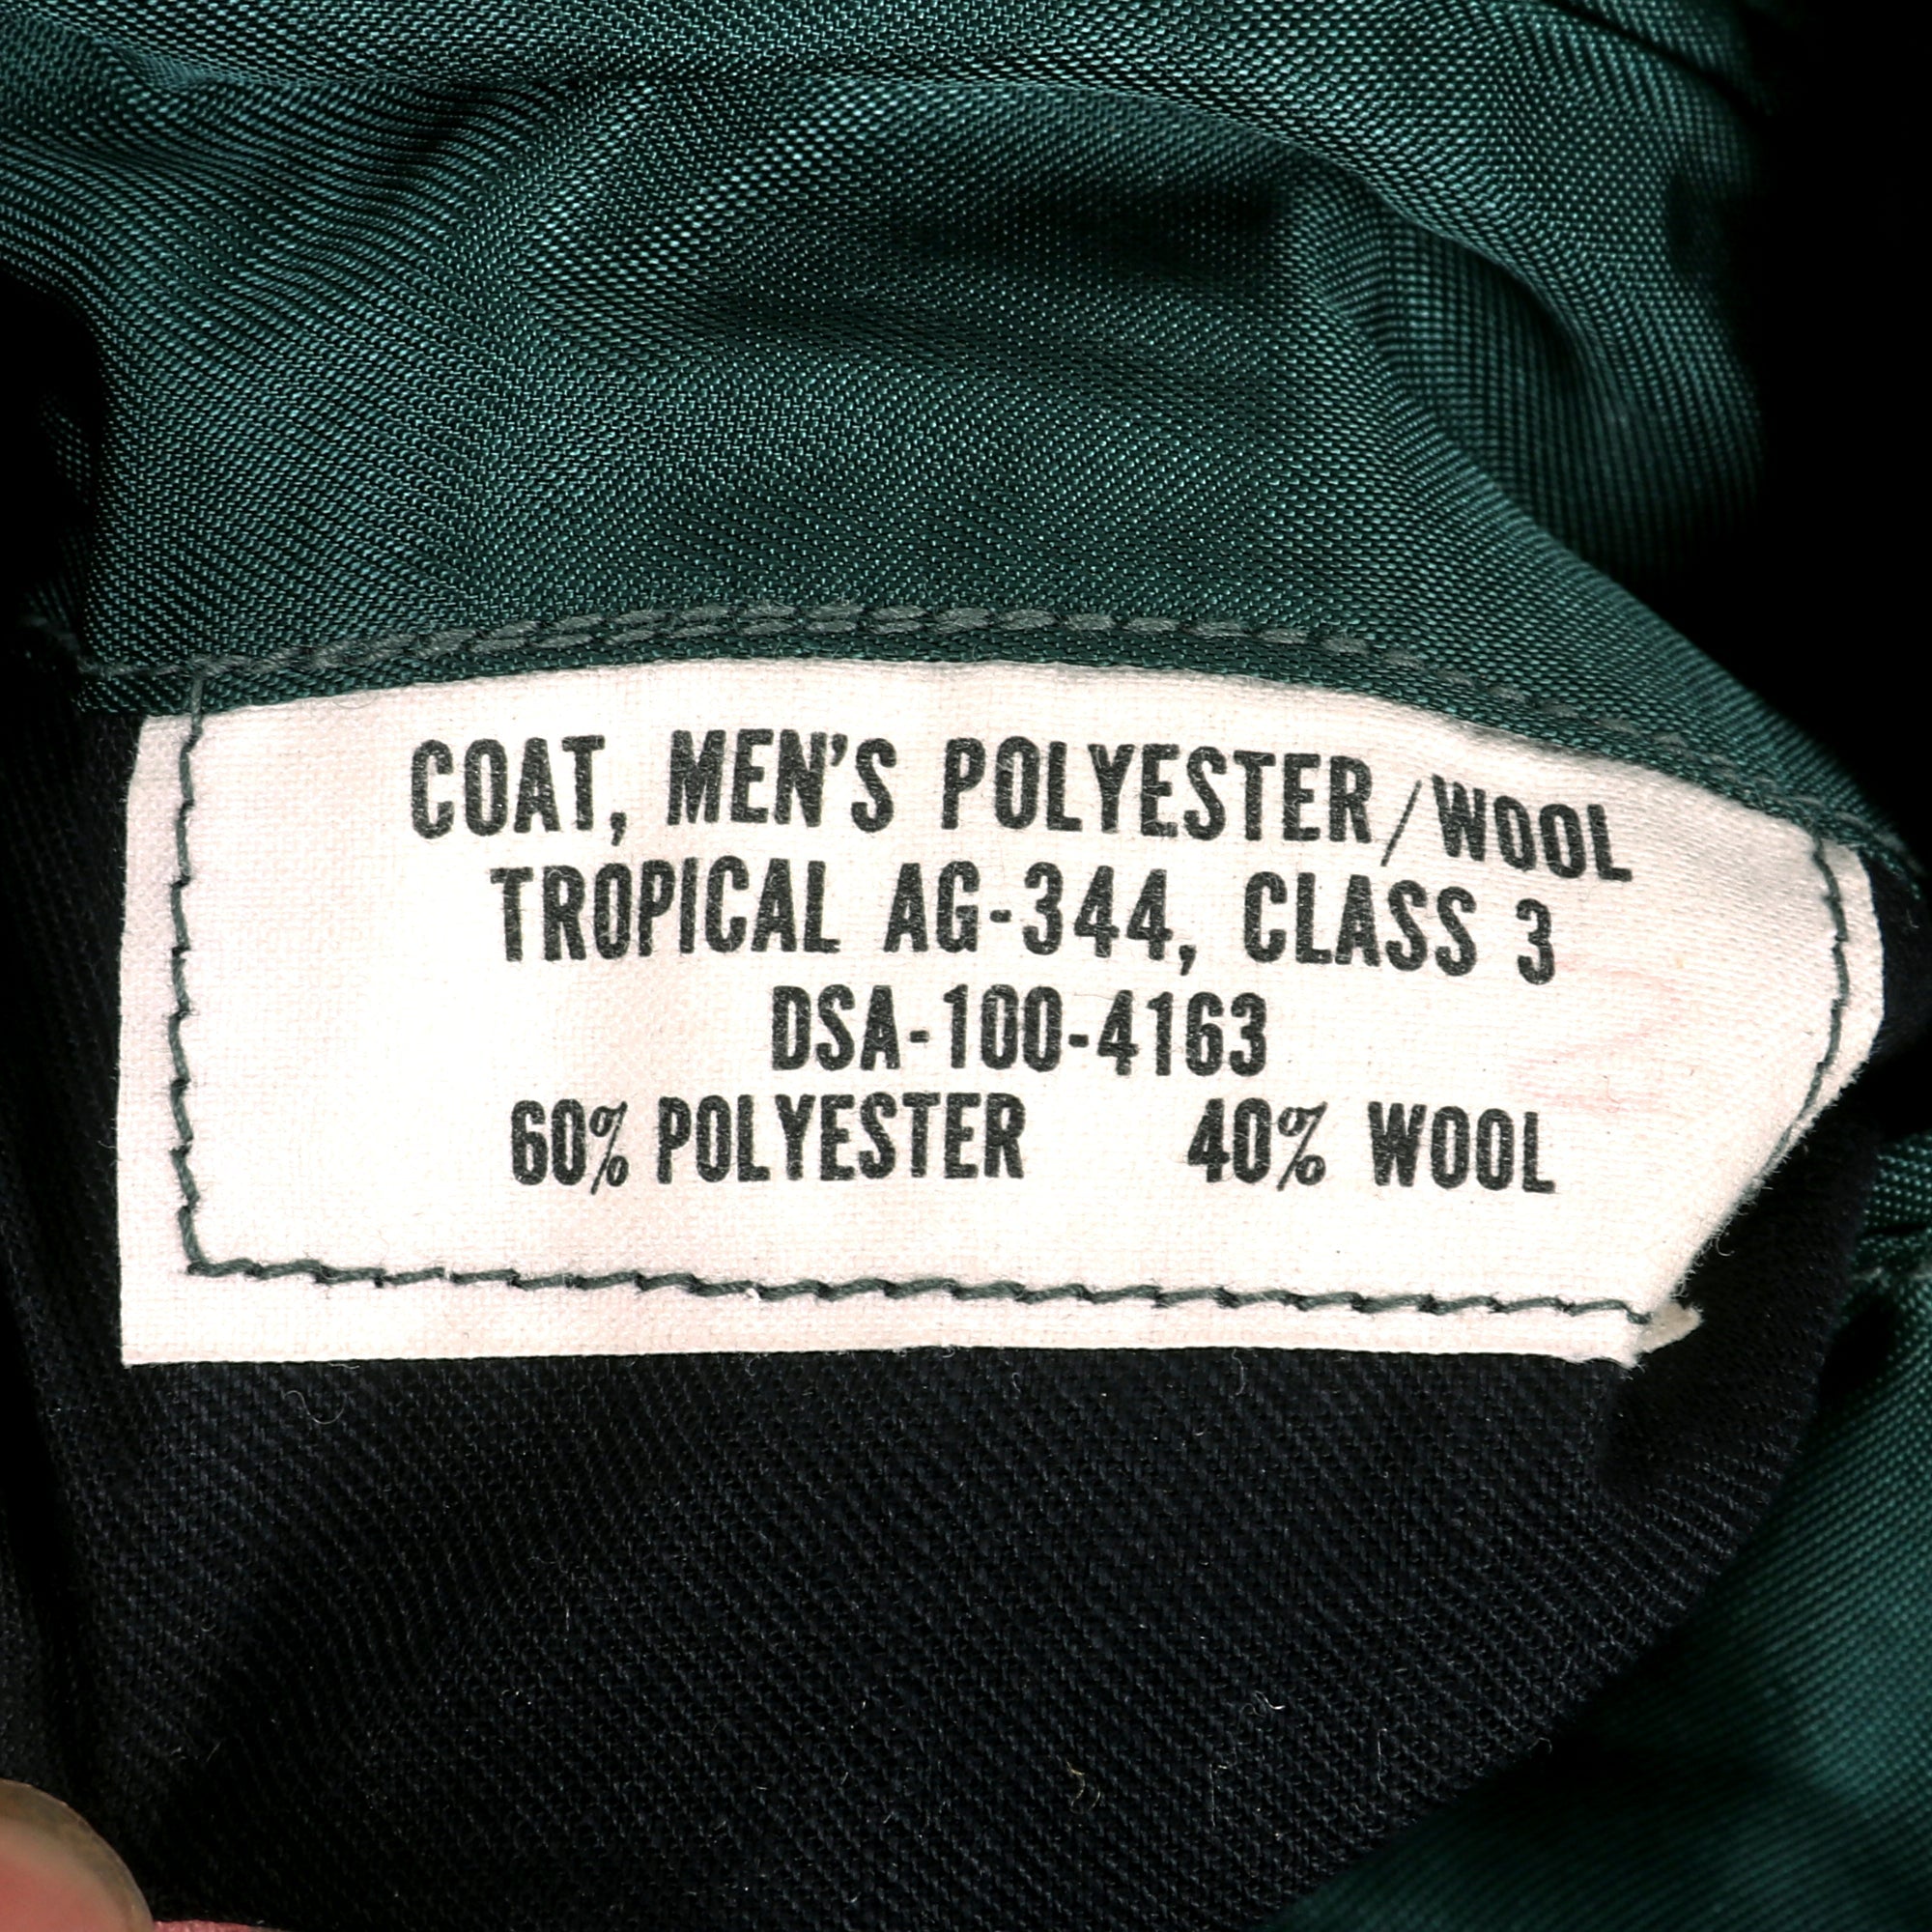 COAT, MEN'S POLYESTER/WOOL
TROPICAL AG-344, CLASS 3
DSA-100-4163
60% POLYESTER 40% WOOL